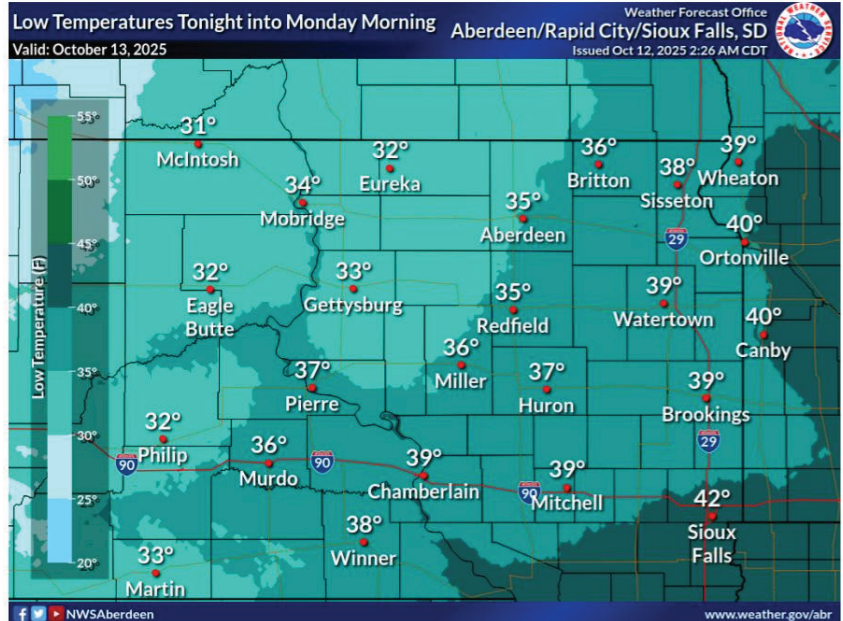 Low Temperatures Tonight into Monday Morning
Valid: October 13, 2025
Weather Forecast Office
Aberdeen/Rapid City/Sioux Falls, SD
Issued Oct 12, 2025 2:26 AM CDT
NATIONAL WEATHER SERVICE
Low Temperature (F)
55°
50°
45°
40°
35°
30°
25°
20°
31°
McIntosh
32°
Eureka
34°
Mobridge
36°
Britton
38°
Sisseton
39°
Wheaton
35°
Aberdeen
29
40°
Ortonville
32°
Eagle
Butte
33°
Gettysburg
35°
Redfield
39°
Watertown
40°
Canby
36°
Miller
37°
Pierre
37°
Huron
39°
Brookings
29
32°
Philip
90
36°
Murdo
90
39°
Chamberlain
90
39°
Mitchell
42°
Sioux
Falls
38°
Winner
33°
Martin
NWSAberdeen
www.weather.gov/abr